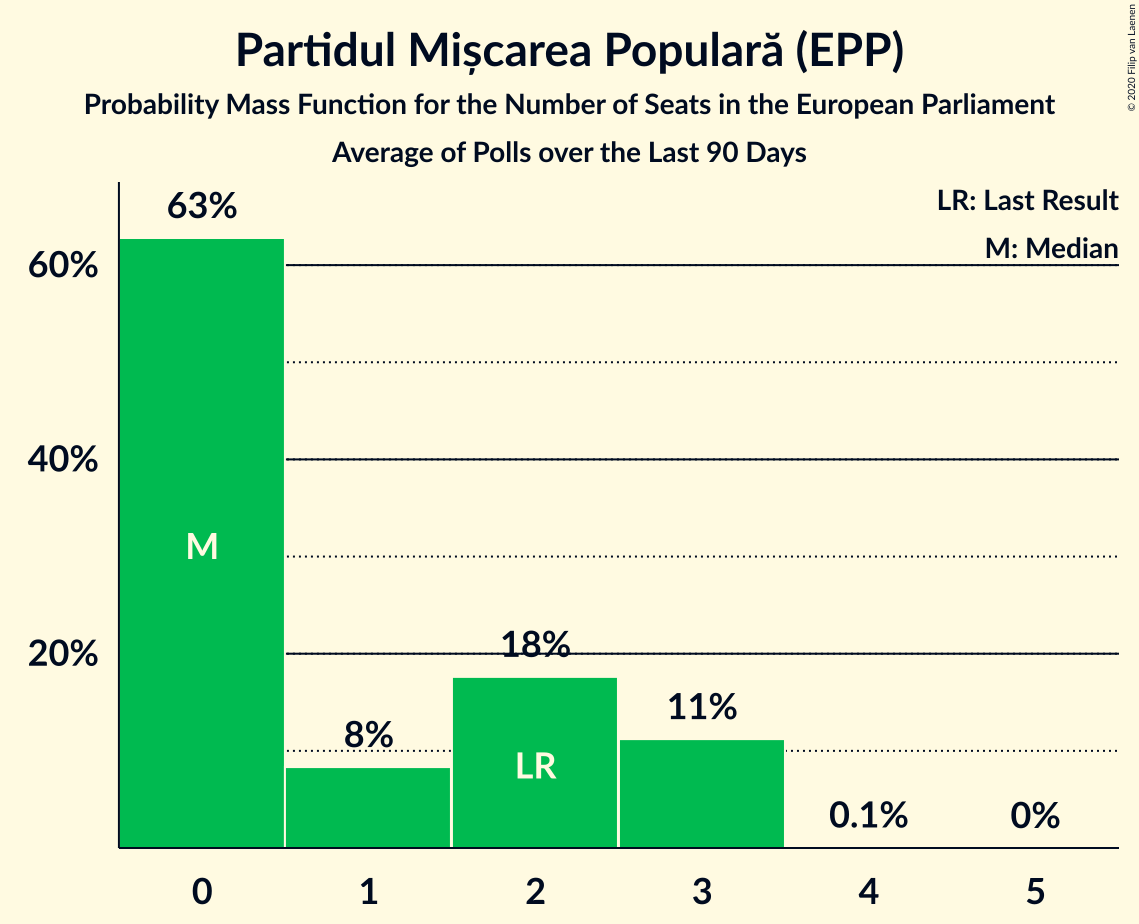 Partidul Mișcarea Populară (EPP)
Probability Mass Function for the Number of Seats in the European Parliament
Average of Polls over the Last 90 Days
© 2020 Filip van Laenen
LR: Last Result
M: Median
63%
60%
40%
20%
M
8%
18%
LR
11%
0.1%
0%
0 1 2 3 4 5